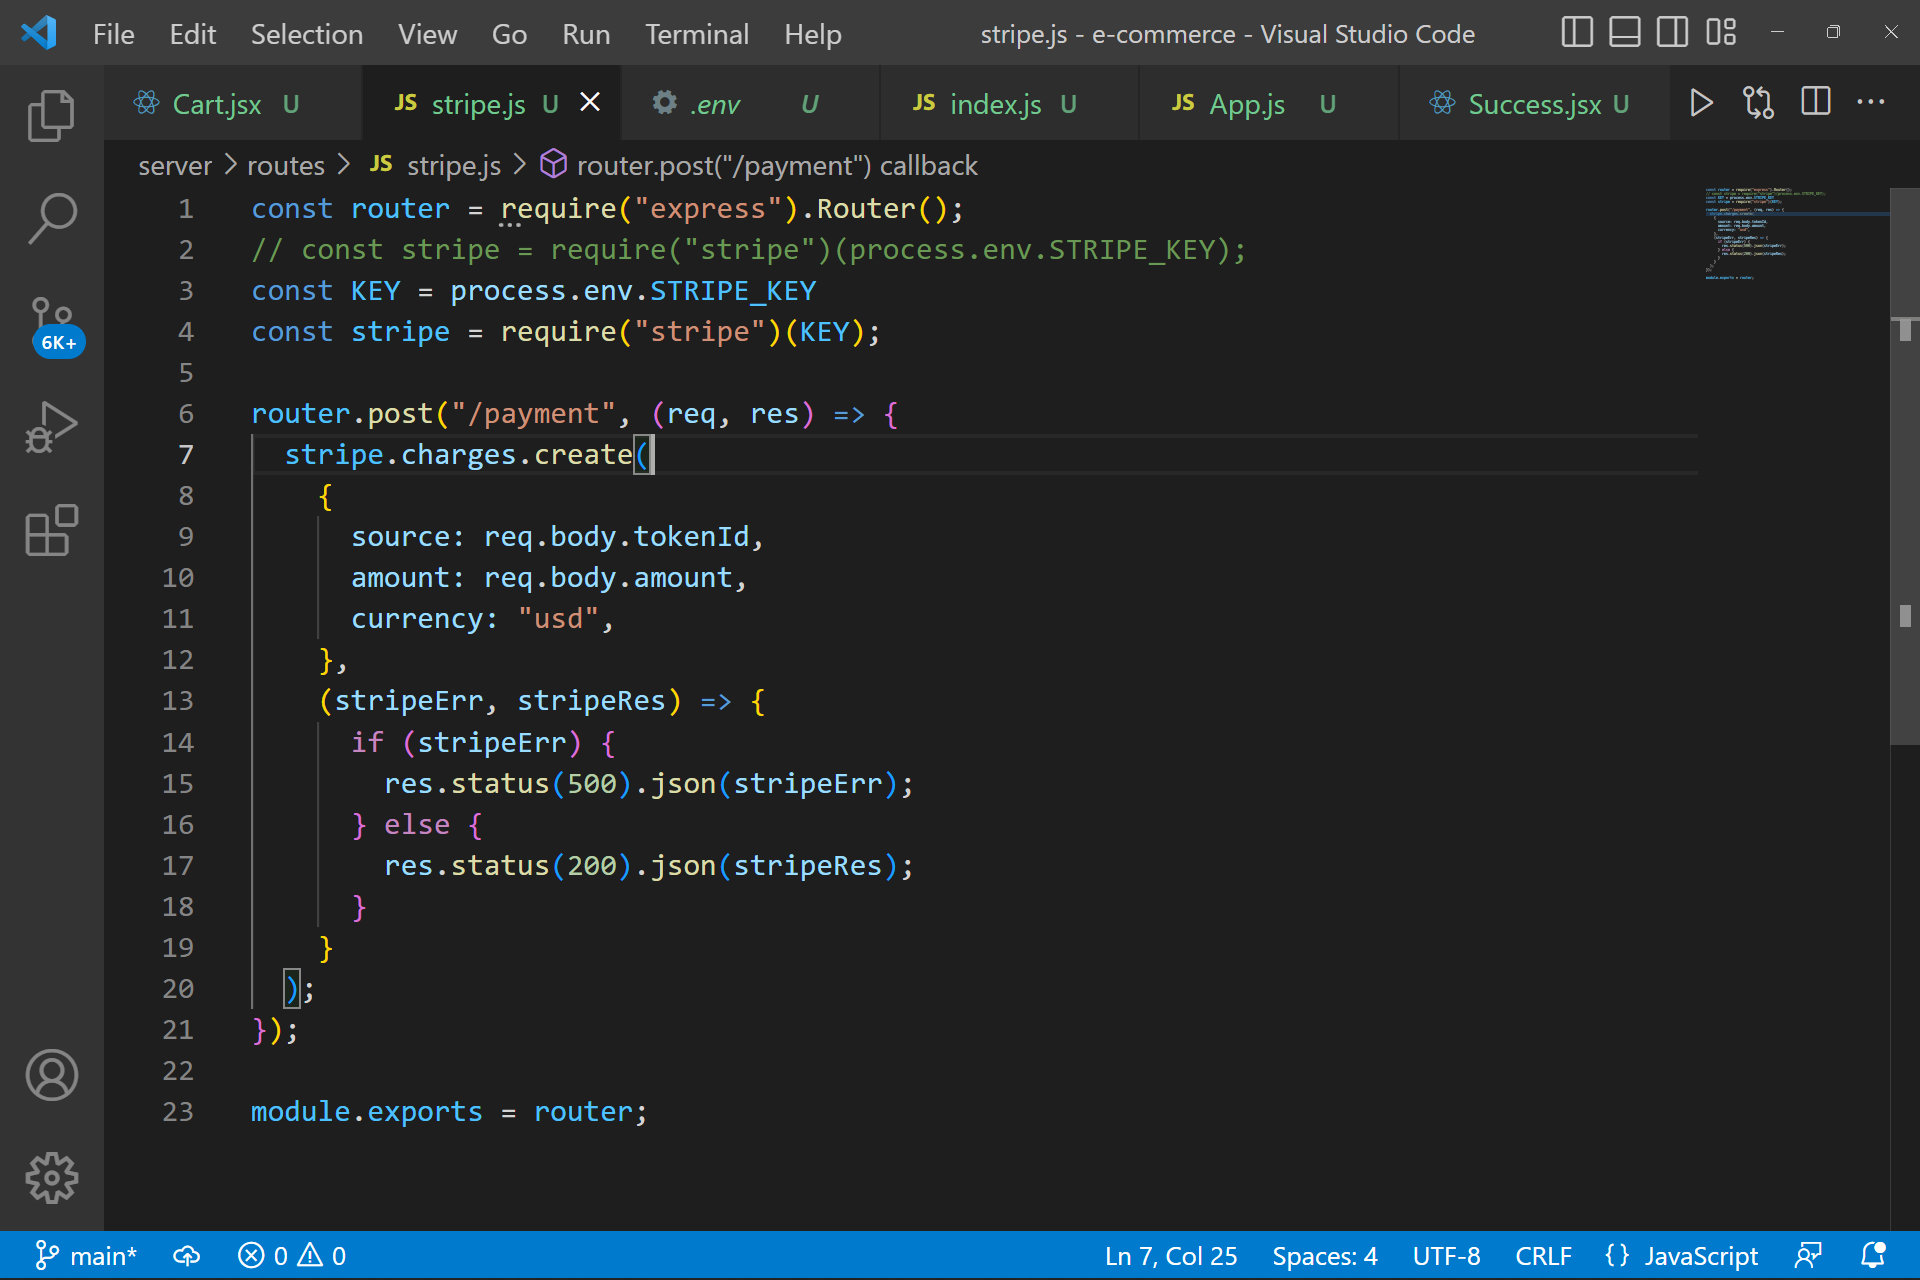 File Edit Selection View Go Run Terminal Help stripe.js - e-commerce - Visual Studio Code
Cart.jsx U JS stripe.js U .env U JS index.js U JS App.js U Success.jsx U
server > routes > JS stripe.js > router.post("/payment") callback
1 const router = require("express").Router();
2 // const stripe = require("stripe")(process.env.STRIPE_KEY);
3 const KEY = process.env.STRIPE_KEY
4 const stripe = require("stripe")(KEY);
5
6 router.post("/payment", (req, res) => {
7 stripe.charges.create(
8 {
9 source: req.body.tokenId,
10 amount: req.body.amount,
11 currency: "usd",
12 },
13 (stripeErr, stripeRes) => {
14 if (stripeErr) {
15 res.status(500).json(stripeErr);
16 } else {
17 res.status(200).json(stripeRes);
18 }
19 }
20 );
21 });
22
23 module.exports = router;
6K+
main* 0 0 Ln 7, Col 25 Spaces: 4 UTF-8 CRLF {} JavaScript